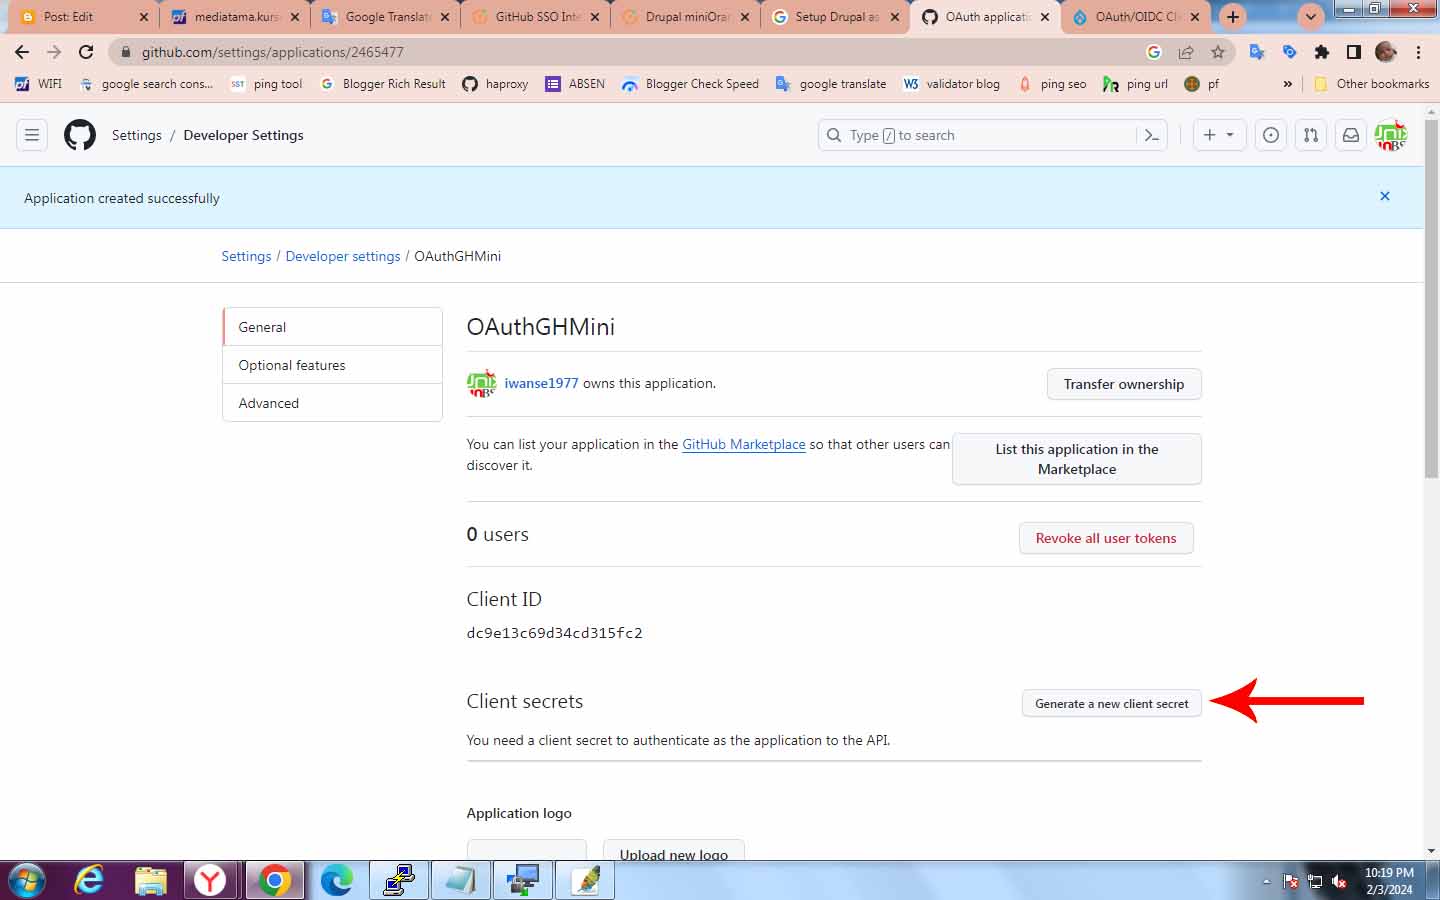 Post: Edit
mediatama.kurs
Google Translat
GitHub SSO Inte
Drupal miniOra
Setup Drupal as
OAuth applicati
OAuth/OIDC Cli
github.com/settings/applications/2465477
WIFI
google search cons...
ping tool
Blogger Rich Result
haproxy
ABSEN
Blogger Check Speed
google translate
validator blog
ping seo
ping url
pf
»
Other bookmarks
Settings / Developer Settings
Type / to search
Application created successfully
Settings / Developer settings / OAuthGHMini
General
Optional features
Advanced
OAuthGHMini
iwanse1977 owns this application.
Transfer ownership
You can list your application in the GitHub Marketplace so that other users can
discover it.
List this application in the
Marketplace
0 users
Revoke all user tokens
Client ID
dc9e13c69d34cd315fc2
Client secrets
Generate a new client secret
You need a client secret to authenticate as the application to the API.
Application logo
Upload new logo
10:19 PM
2/3/2024